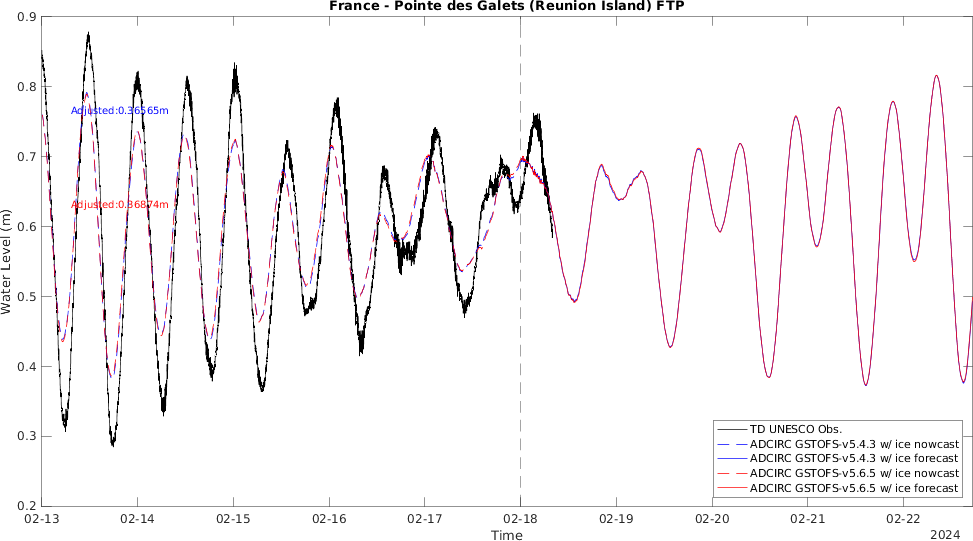 France - Pointe des Galets (Reunion Island) FTP
0.9
0.8
0.7
0.6
0.5
0.4
0.3
0.2
Water Level (m)
Adjusted:0.36565m
Adjusted:0.36874m
TD UNESCO Obs.
ADCIRC GSTOFS-v5.4.3 w/ ice nowcast
ADCIRC GSTOFS-v5.4.3 w/ ice forecast
ADCIRC GSTOFS-v5.6.5 w/ ice nowcast
ADCIRC GSTOFS-v5.6.5 w/ ice forecast
02-13 02-14 02-15 02-16 02-17 02-18 02-19 02-20 02-21 02-22
Time
2024